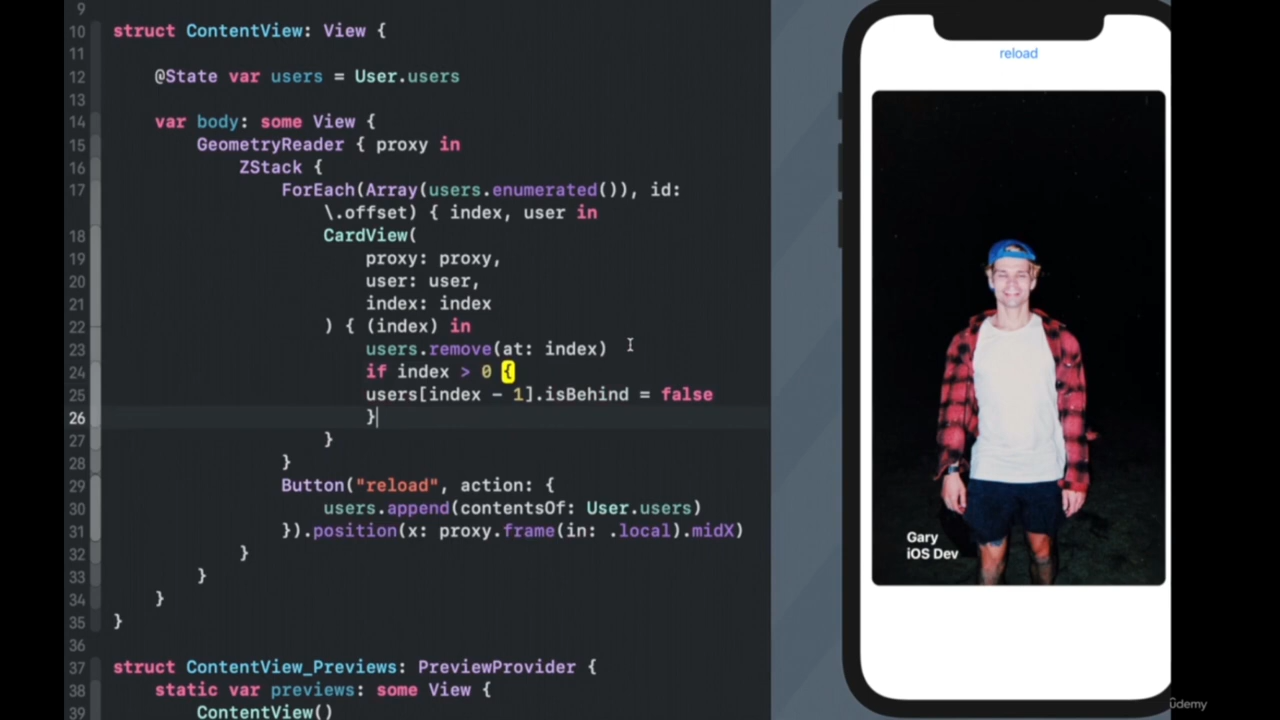 9
10 struct ContentView: View {
11
12 @State var users = User.users
13
14 var body: some View {
15 GeometryReader { proxy in
16 ZStack {
17 ForEach(Array(users.enumerated()), id:
\.offset) { index, user in
18 CardView(
19 proxy: proxy,
20 user: user,
21 index: index
22 ) { (index) in
23 users.remove(at: index)
24 if index > 0 {
25 users[index - 1].isBehind = false
26 }
27 }
28 }
29 Button("reload", action: {
30 users.append(contentsOf: User.users)
31 }).position(x: proxy.frame(in: .local).midX)
32 }
33 }
34 }
35 }
36
37 struct ContentView_Previews: PreviewProvider {
38 static var previews: some View {
39 ContentView()
reload
Gary
iOS Dev
ûdemy